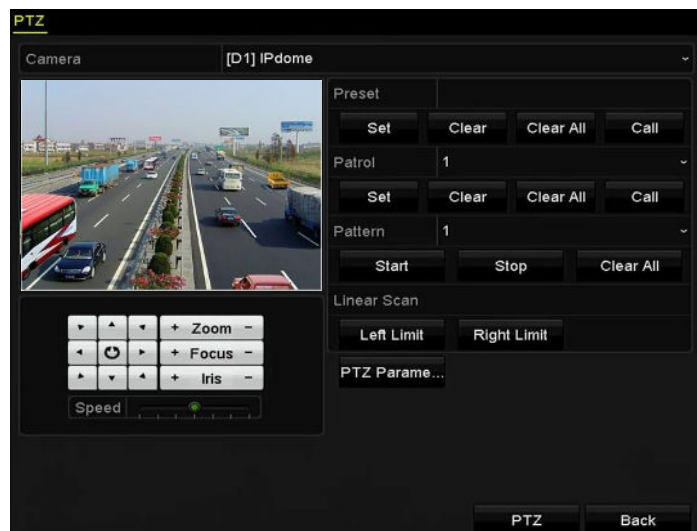 PTZ
Camera [D1] IPdome
Preset
Set Clear Clear All Call
Patrol 1
Set Clear Clear All Call
Pattern 1
Start Stop Clear All
Linear Scan
Left Limit Right Limit
PTZ Parame...
+ Zoom -
+ Focus -
+ Iris -
Speed
PTZ Back